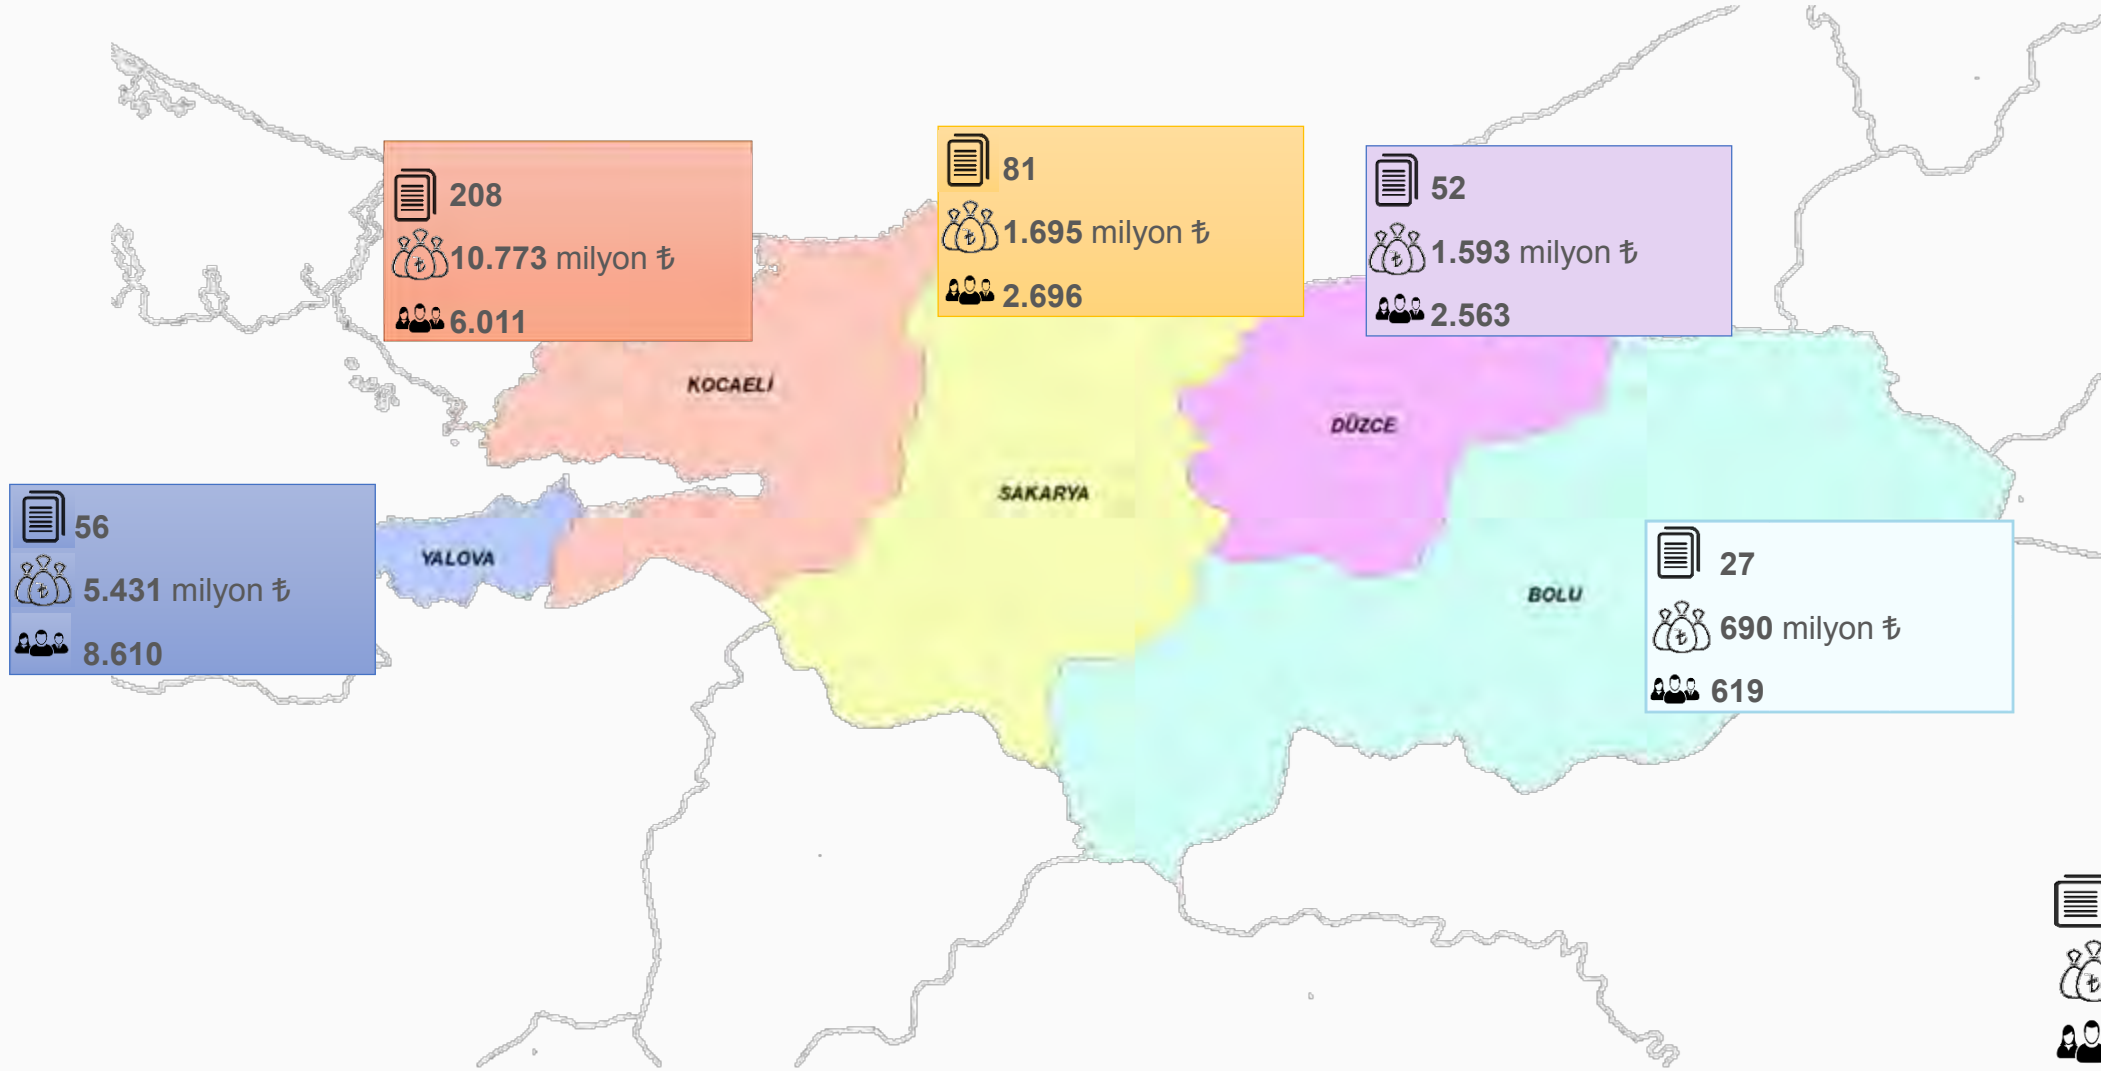 208
10.773 milyon ₺
6.011
81
1.695 milyon ₺
2.696
52
1.593 milyon ₺
2.563
KOCAELİ
DÜZCE
SAKARYA
56
5.431 milyon ₺
8.610
YALOVA
BOLU
27
690 milyon ₺
619